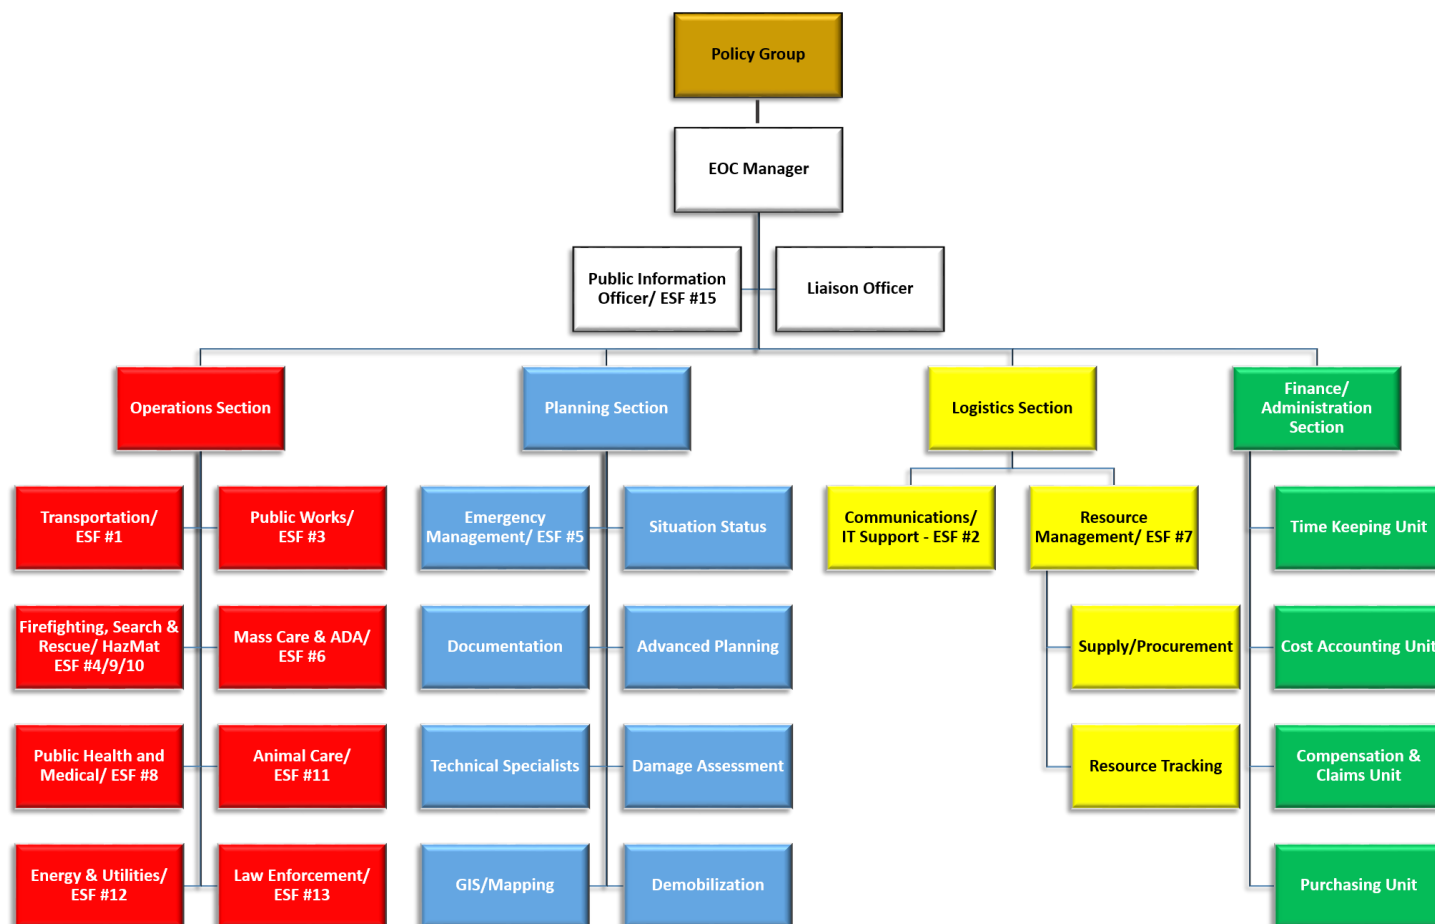 Policy Group
EOC Manager
Public Information
Officer/ ESF #15
Liaison Officer
Operations Section
Planning Section
Logistics Section
Finance/
Administration
Section
Transportation/
ESF #1
Public Works/
ESF #3
Emergency
Management/ ESF #5
Situation Status
Communications/
IT Support - ESF #2
Resource
Management/ ESF #7
Time Keeping Unit
Firefighting, Search &
Rescue/ HazMat
ESF #4/9/10
Mass Care & ADA/
ESF #6
Documentation
Advanced Planning
Supply/Procurement
Cost Accounting Unit
Public Health and
Medical/ ESF #8
Animal Care/
ESF #11
Technical Specialists
Damage Assessment
Resource Tracking
Compensation &
Claims Unit
Energy & Utilities/
ESF #12
Law Enforcement/
ESF #13
GIS/Mapping
Demobilization
Purchasing Unit